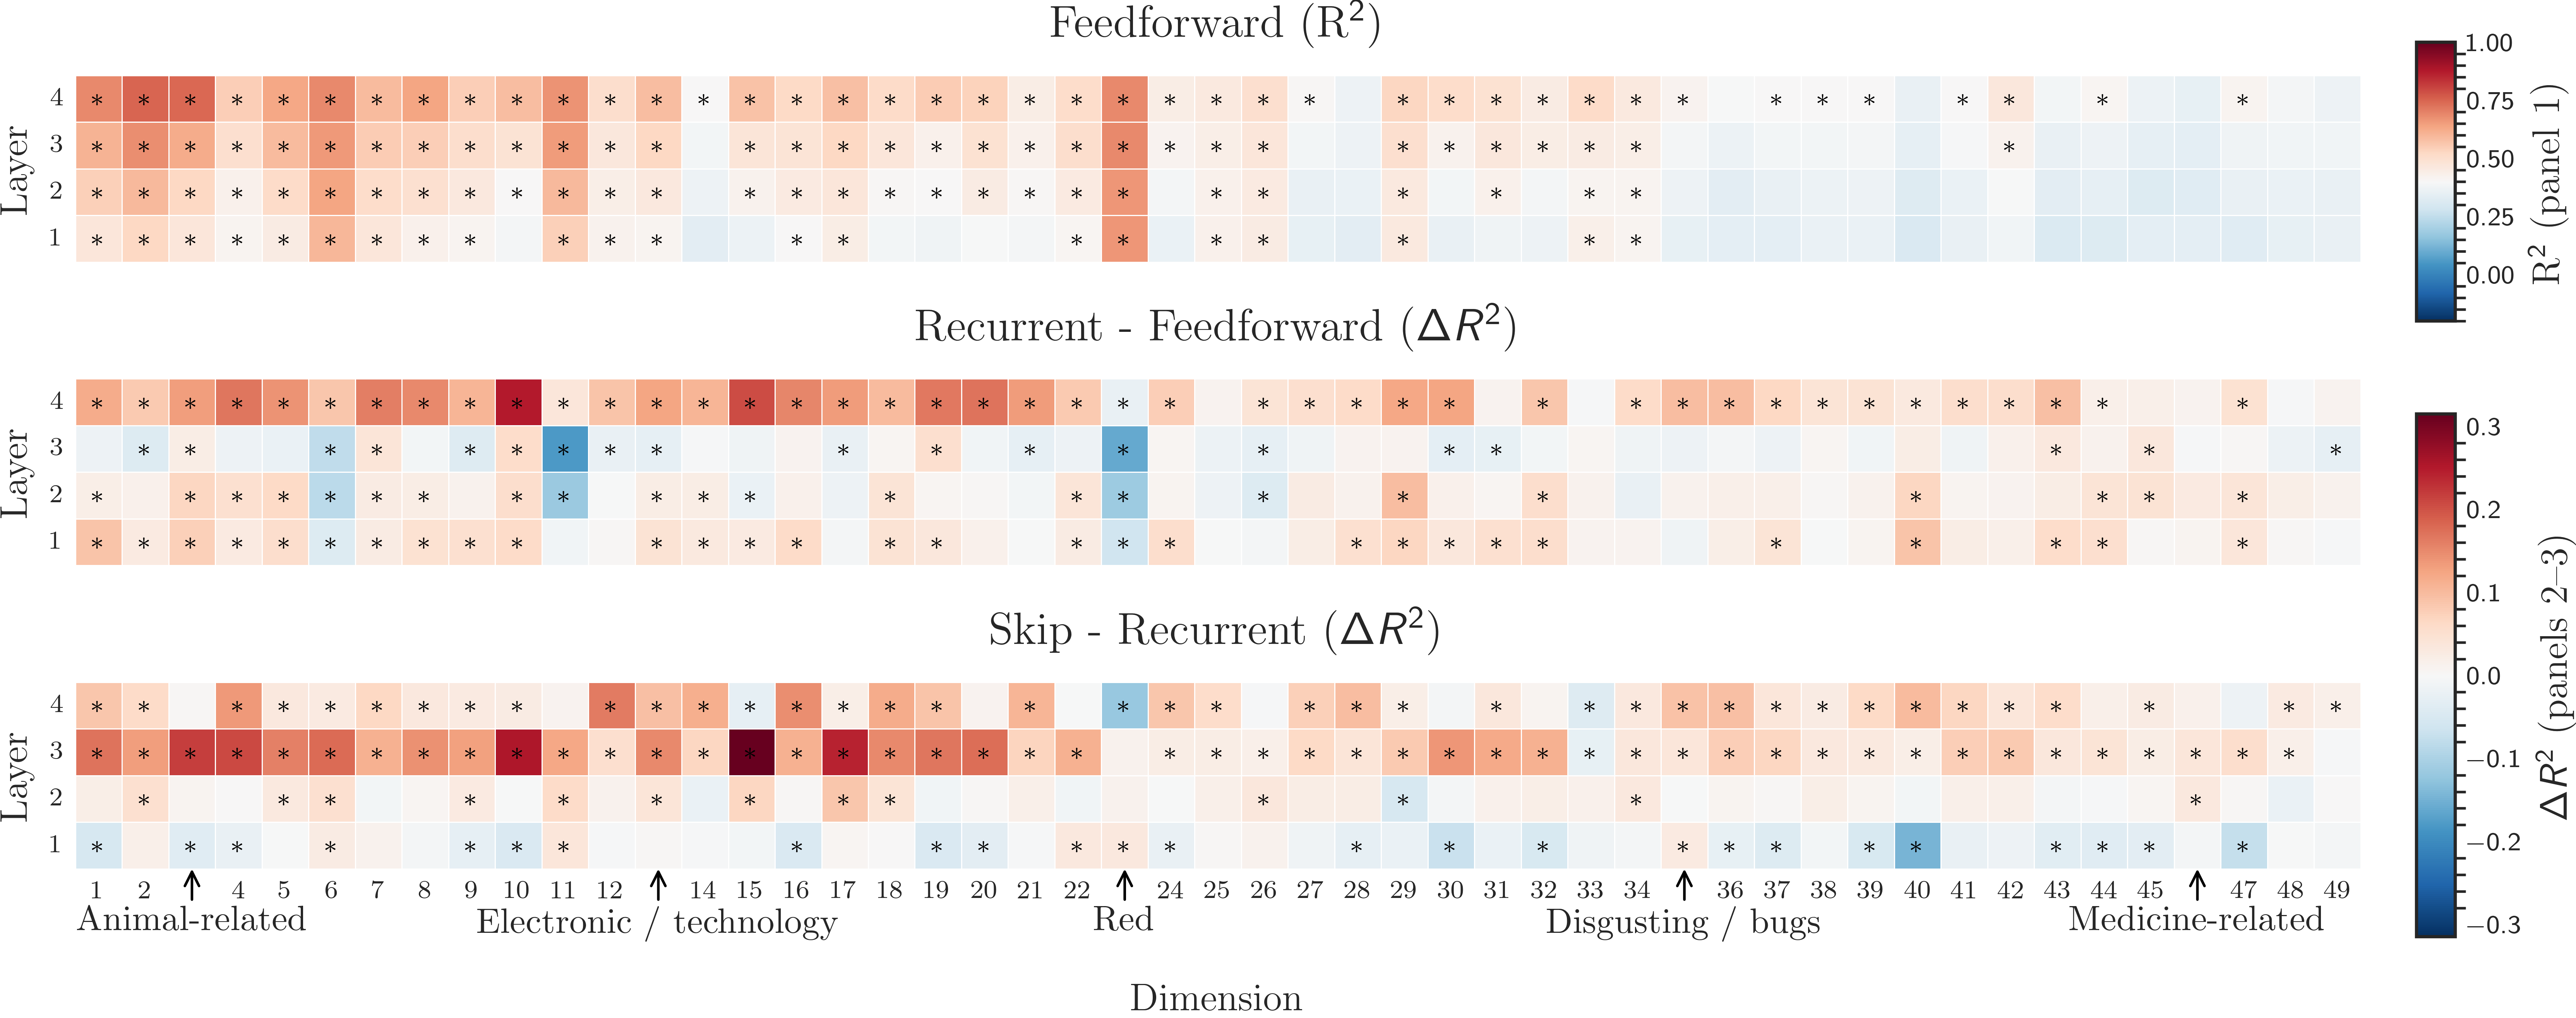 Feedforward (R²)
Layer
4
3
2
1
1.00
0.75
0.50
0.25
0.00
R² (panel 1)
Recurrent - Feedforward (ΔR²)
Layer
4
3
2
1
Skip - Recurrent (ΔR²)
Layer
4
3
2
1
0.3
0.2
0.1
0.0
−0.1
−0.2
−0.3
ΔR² (panels 2–3)
1 2 4 5 6 7 8 9 10 11 12 14 15 16 17 18 19 20 21 22 24 25 26 27 28 29 30 31 32 33 34 36 37 38 39 40 41 42 43 44 45 47 48 49
Animal-related Electronic / technology Red Disgusting / bugs Medicine-related
Dimension